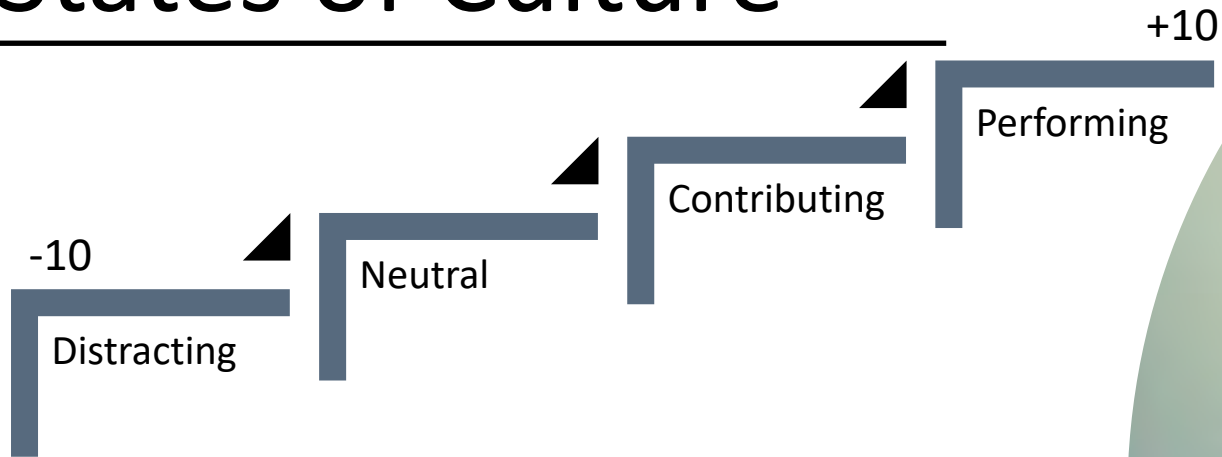 States of Culture
+10
Performing
Contributing
-10
Neutral
Distracting